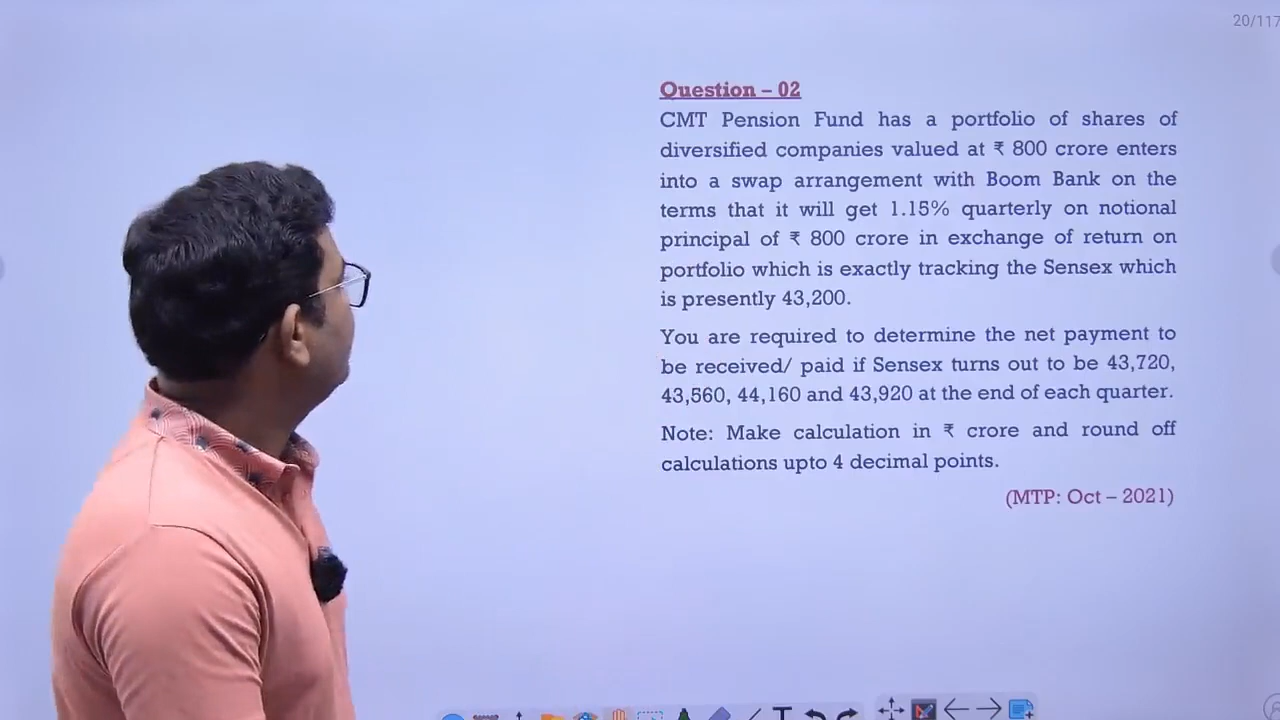 20/117
Question – 02
CMT Pension Fund has a portfolio of shares of
diversified companies valued at ₹ 800 crore enters
into a swap arrangement with Boom Bank on the
terms that it will get 1.15% quarterly on notional
principal of ₹ 800 crore in exchange of return on
portfolio which is exactly tracking the Sensex which
is presently 43,200.
You are required to determine the net payment to
be received/ paid if Sensex turns out to be 43,720,
43,560, 44,160 and 43,920 at the end of each quarter.
Note: Make calculation in ₹ crore and round off
calculations upto 4 decimal points.
(MTP: Oct – 2021)